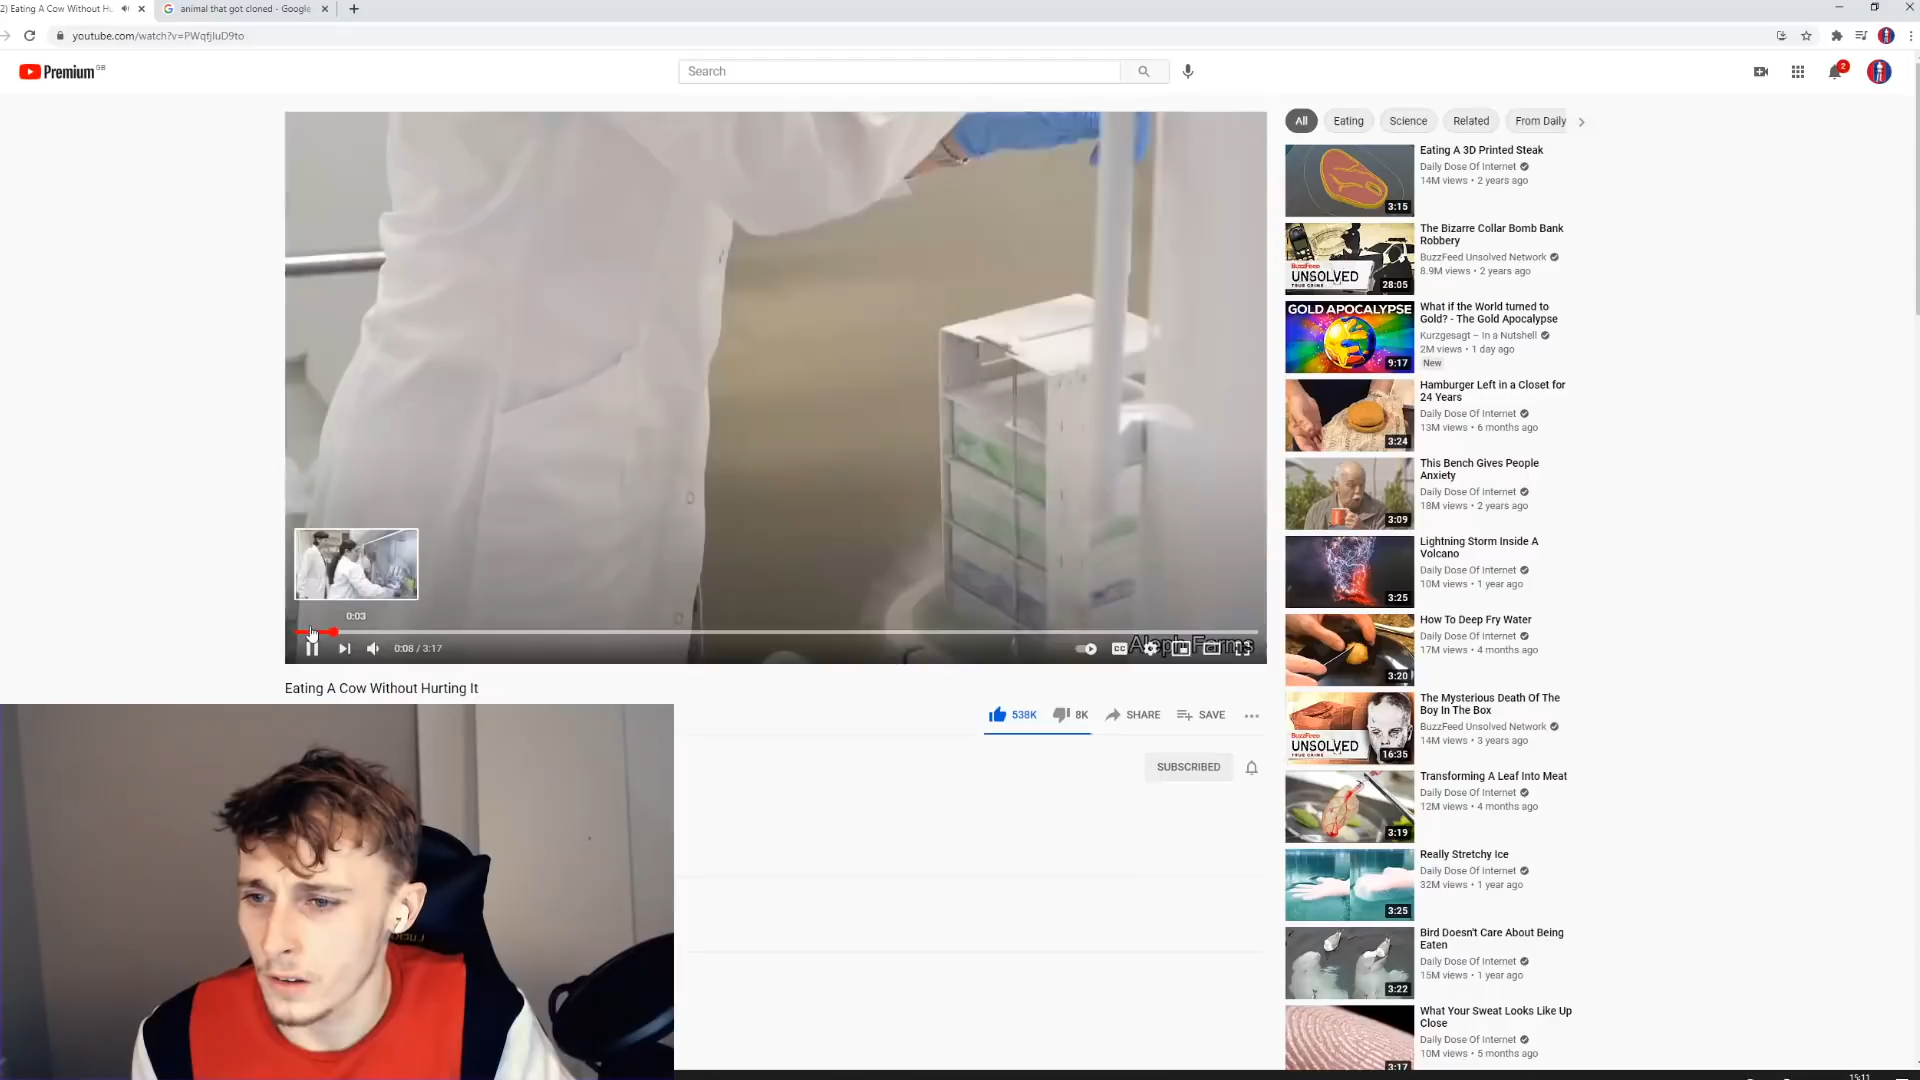 2) Eating A Cow Without Hu
animal that got cloned - Google
youtube.com/watch?v=PWqfjIuD9to
Premium GB
Search
2
All
Eating
Science
Related
From Daily
Aleph Farms
0:03
0:08 / 3:17
CC
Eating A Cow Without Hurting It
538K
8K
SHARE
SAVE
SUBSCRIBED
Eating A 3D Printed Steak
Daily Dose Of Internet
14M views • 2 years ago
3:15
The Bizarre Collar Bomb Bank
Robbery
BuzzFeed Unsolved Network
8.9M views • 2 years ago
BuzzFeed
UNSOLVED
TRUE CRIME
28:05
What if the World turned to
Gold? - The Gold Apocalypse
Kurzgesagt – In a Nutshell
2M views • 1 day ago
New
GOLD APOCALYPSE
9:17
Hamburger Left in a Closet for
24 Years
Daily Dose Of Internet
13M views • 6 months ago
3:24
This Bench Gives People
Anxiety
Daily Dose Of Internet
18M views • 2 years ago
3:09
Lightning Storm Inside A
Volcano
Daily Dose Of Internet
10M views • 1 year ago
3:25
How To Deep Fry Water
Daily Dose Of Internet
17M views • 4 months ago
3:20
The Mysterious Death Of The
Boy In The Box
BuzzFeed Unsolved Network
14M views • 3 years ago
BuzzFeed
UNSOLVED
TRUE CRIME
16:35
Transforming A Leaf Into Meat
Daily Dose Of Internet
12M views • 4 months ago
3:19
Really Stretchy Ice
Daily Dose Of Internet
32M views • 1 year ago
3:25
Bird Doesn't Care About Being
Eaten
Daily Dose Of Internet
15M views • 1 year ago
3:22
What Your Sweat Looks Like Up
Close
Daily Dose Of Internet
10M views • 5 months ago
3:17
15:11